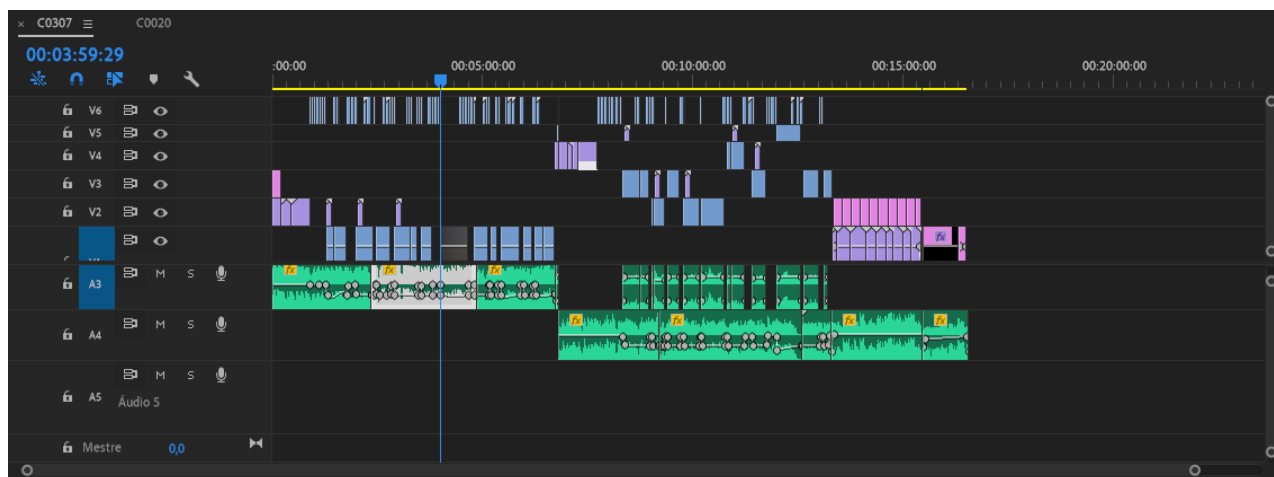 × C0307 ≡ C0020
00:03:59:29
:00:00 00:05:00:00 00:10:00:00 00:15:00:00 00:20:00:00
V6
V5
V4
V3
V2
fx
fx fx fx
A3 M S
fx fx fx fx
A4 M S
M S
A5 Áudio 5
Mestre 0,0